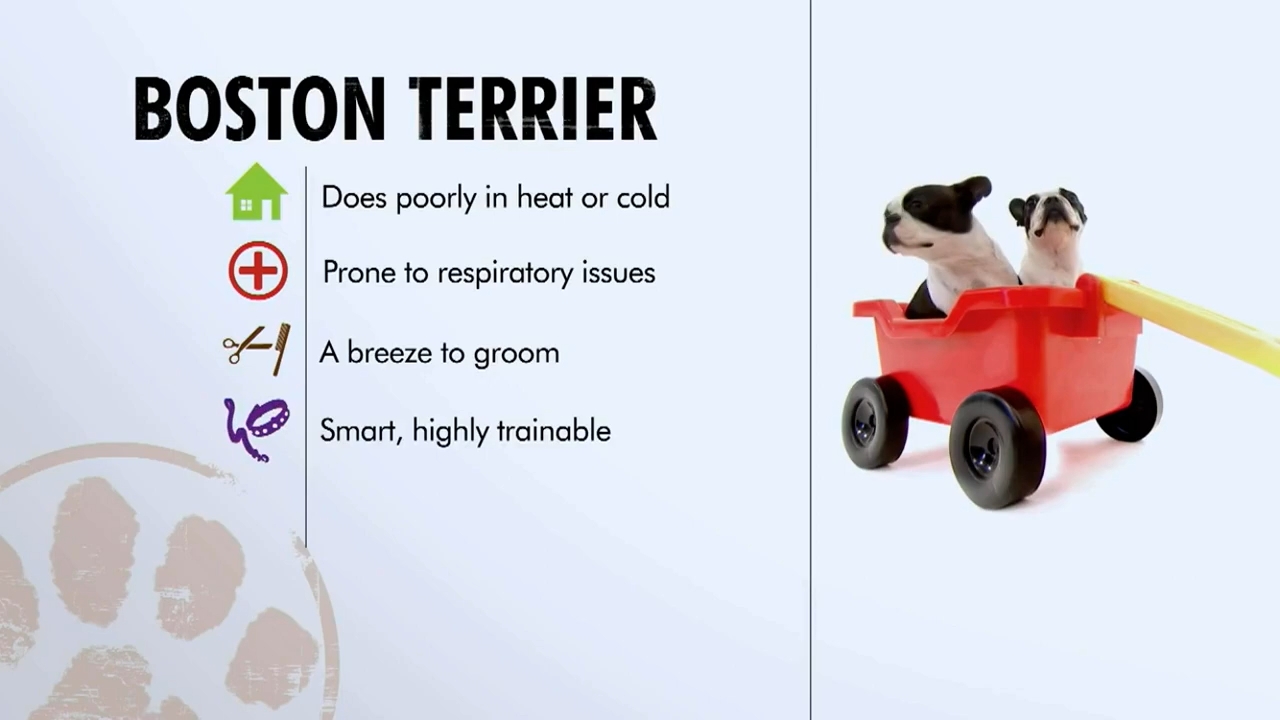 BOSTON TERRIER
Does poorly in heat or cold
Prone to respiratory issues
A breeze to groom
Smart, highly trainable